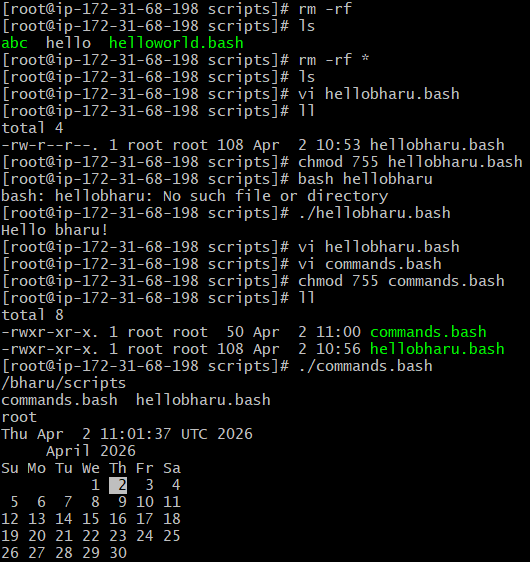 [root@ip-172-31-68-198 scripts]# rm -rf
[root@ip-172-31-68-198 scripts]# ls
abc  hello  helloworld.bash
[root@ip-172-31-68-198 scripts]# rm -rf *
[root@ip-172-31-68-198 scripts]# ls
[root@ip-172-31-68-198 scripts]# vi hellobharu.bash
[root@ip-172-31-68-198 scripts]# ll
total 4
-rw-r--r--. 1 root root 108 Apr  2 10:53 hellobharu.bash
[root@ip-172-31-68-198 scripts]# chmod 755 hellobharu.bash
[root@ip-172-31-68-198 scripts]# bash hellobharu
bash: hellobharu: No such file or directory
[root@ip-172-31-68-198 scripts]# ./hellobharu.bash
Hello bharu!
[root@ip-172-31-68-198 scripts]# vi hellobharu.bash
[root@ip-172-31-68-198 scripts]# vi commands.bash
[root@ip-172-31-68-198 scripts]# chmod 755 commands.bash
[root@ip-172-31-68-198 scripts]# ll
total 8
-rwxr-xr-x. 1 root root  50 Apr  2 11:00 commands.bash
-rwxr-xr-x. 1 root root 108 Apr  2 10:56 hellobharu.bash
[root@ip-172-31-68-198 scripts]# ./commands.bash
/bharu/scripts
commands.bash  hellobharu.bash
root
Thu Apr  2 11:01:37 UTC 2026
     April 2026
Su Mo Tu We Th Fr Sa
          1  2  3  4
 5  6  7  8  9 10 11
12 13 14 15 16 17 18
19 20 21 22 23 24 25
26 27 28 29 30